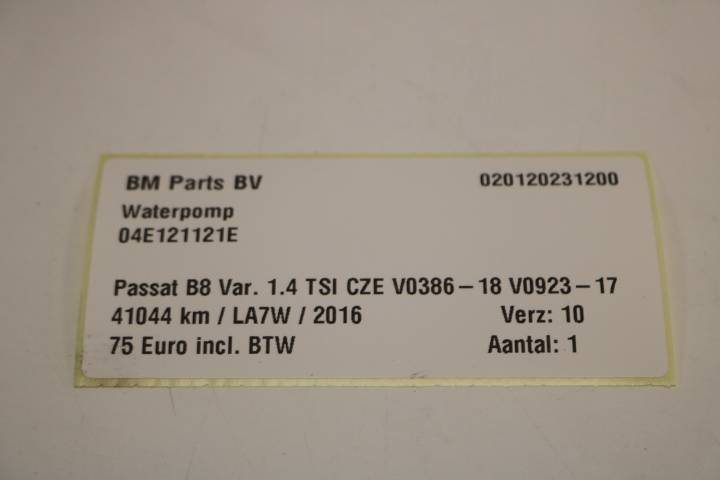 BM Parts BV 020120231200
Waterpomp
04E121121E
Passat B8 Var. 1.4 TSI CZE V0386-18 V0923-17
41044 km / LA7W / 2016 Verz: 10
75 Euro incl. BTW Aantal: 1